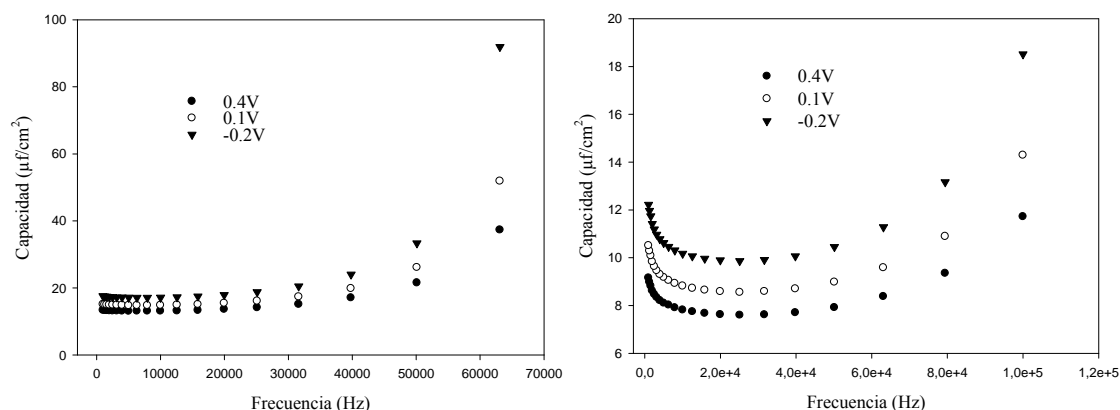 100
80
60
40
20
0
Capacidad (µf/cm²)
0.4V
0.1V
-0.2V
0
10000
20000
30000
40000
50000
60000
70000
Frecuencia (Hz)
20
18
16
14
12
10
8
6
Capacidad (µf/cm²)
0.4V
0.1V
-0.2V
0,0
2,0e+4
4,0e+4
6,0e+4
8,0e+4
1,0e+5
1,2e+5
Frecuencia (Hz)